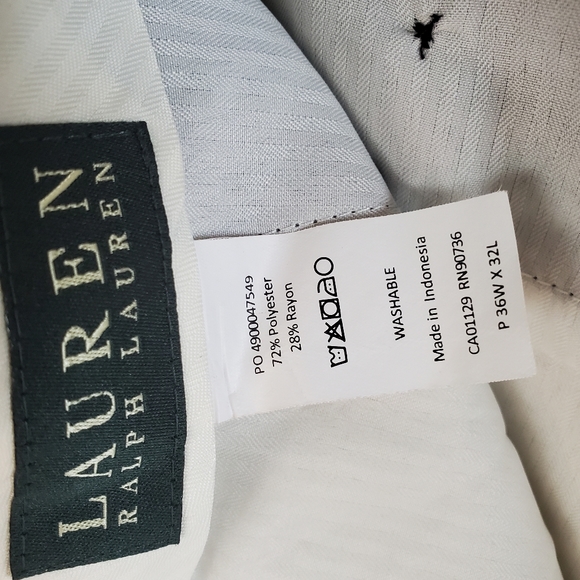 LAUREN
RALPH LAUREN
PO 4900047549
72% Polyester
28% Rayon
WASHABLE
Made in Indonesia
CA01129 RN90736
P 36W X 32L